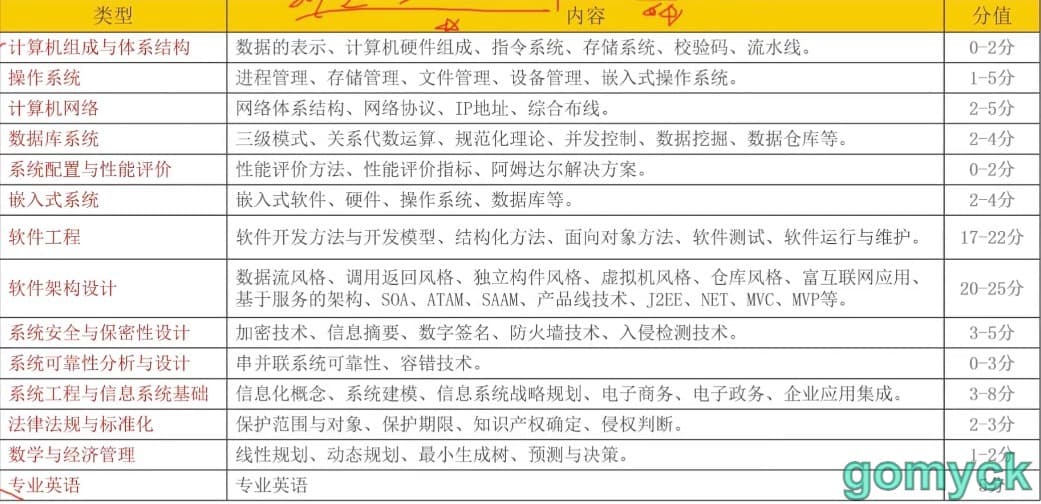 类型 内容 分值
计算机组成与体系结构 数据的表示、计算机硬件组成、指令系统、存储系统、校验码、流水线。 0-2分
操作系统 进程管理、存储管理、文件管理、设备管理、嵌入式操作系统。 1-5分
计算机网络 网络体系结构、网络协议、IP地址、综合布线。 2-5分
数据库系统 三级模式、关系代数运算、规范化理论、并发控制、数据挖掘、数据仓库等。 2-4分
系统配置与性能评价 性能评价方法、性能评价指标、阿姆达尔解决方案。 0-2分
嵌入式系统 嵌入式软件、硬件、操作系统、数据库等。 2-4分
软件工程 软件开发方法与开发模型、结构化方法、面向对象方法、软件测试、软件运行与维护。 17-22分
软件架构设计 数据流风格、调用返回风格、独立构件风格、虚拟机风格、仓库风格、富互联网应用、
基于服务的架构、SOA、ATAM、SAAM、产品线技术、J2EE、NET、MVC、MVP等。 20-25分
系统安全与保密性设计 加密技术、信息摘要、数字签名、防火墙技术、入侵检测技术。 3-5分
系统可靠性分析与设计 串并联系统可靠性、容错技术。 0-3分
系统工程与信息系统基础 信息化概念、系统建模、信息系统战略规划、电子商务、电子政务、企业应用集成。 3-8分
法律法规与标准化 保护范围与对象、保护期限、知识产权确定、侵权判断。 2-3分
数学与经济管理 线性规划、动态规划、最小生成树、预测与决策。 1-2分
专业英语 专业英语
gomyck